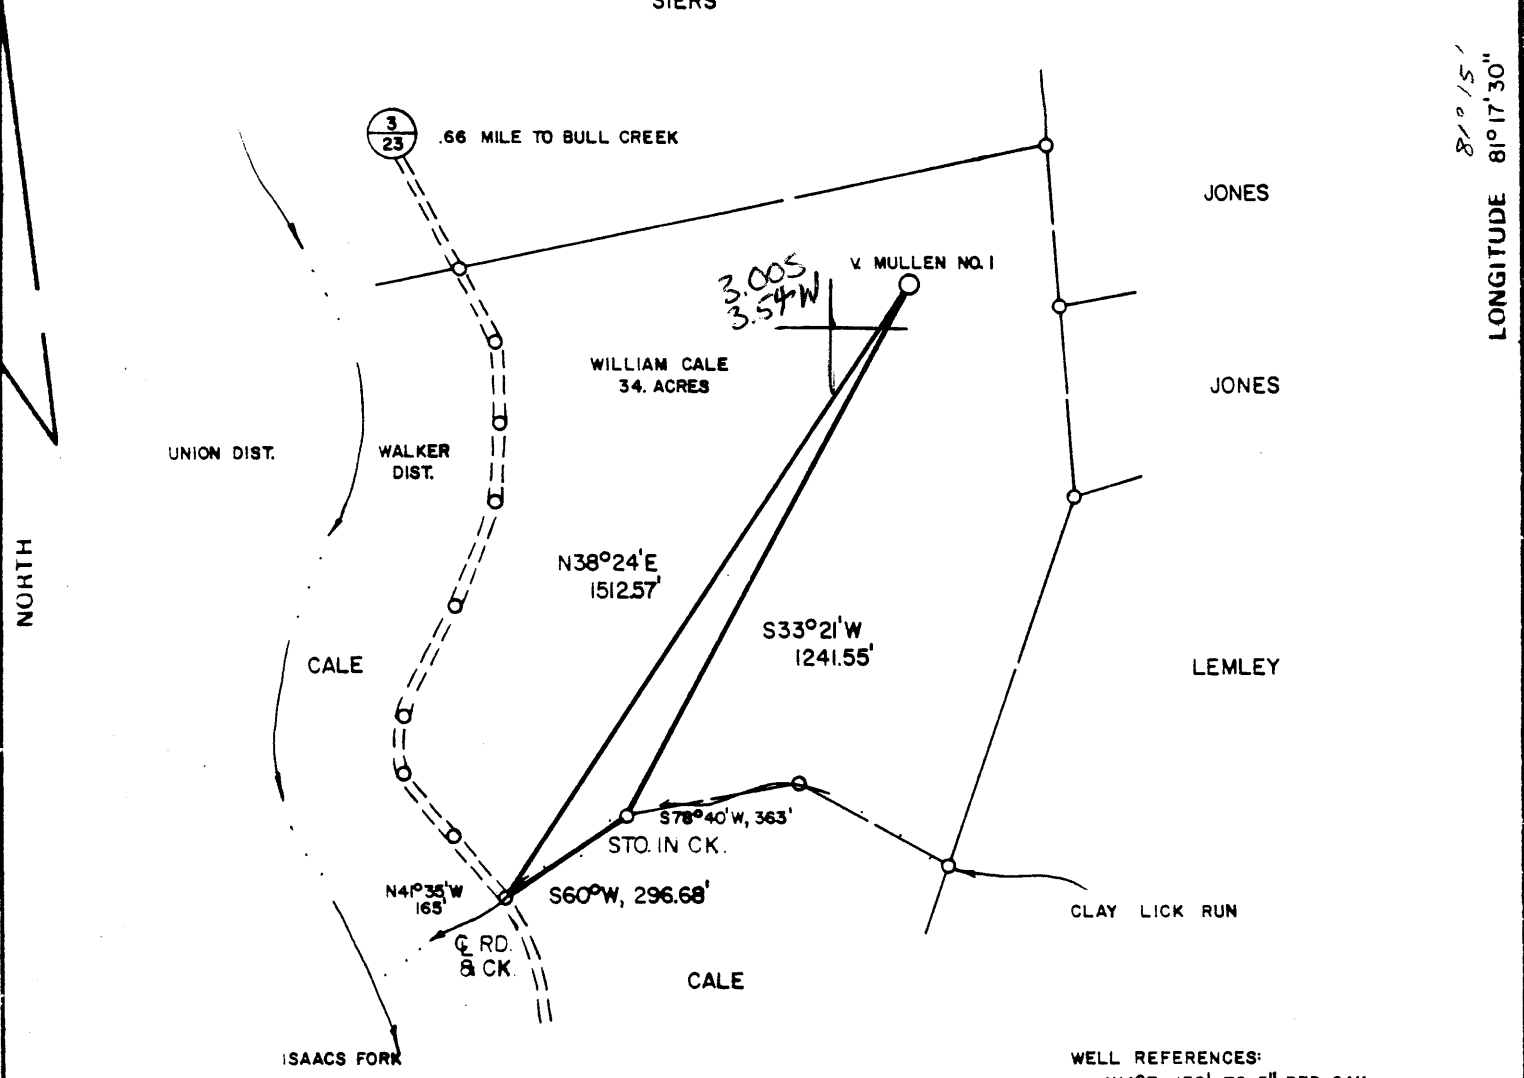 SIERS
3
23
.66 MILE TO BULL CREEK
81° 15'
LONGITUDE 81° 17' 30"
JONES
V. MULLEN NO. 1
3.00S
3.54W
WILLIAM CALE
34. ACRES
JONES
UNION DIST.
WALKER
DIST.
NORTH
N38°24'E
1512.57'
S33°21'W
1241.55'
CALE
LEMLEY
S78°40'W, 363'
STO. IN CK.
N41°35'W
165'
S60°W, 296.68'
℄ RD.
& CK.
CLAY LICK RUN
CALE
ISAACS FORK
WELL REFERENCES: